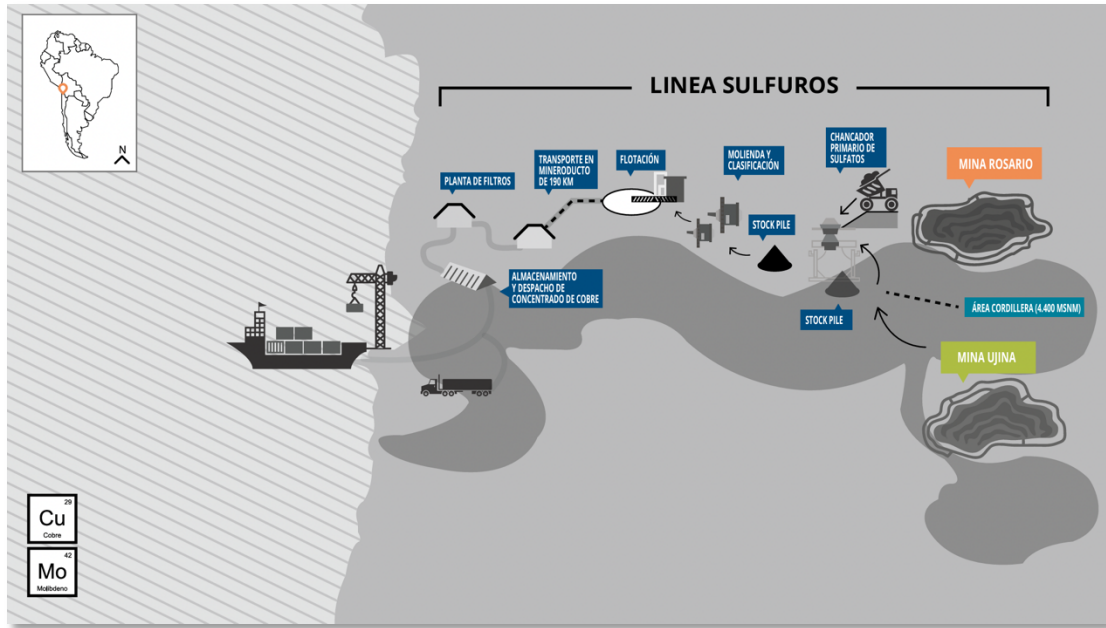 N
LINEA SULFUROS
PLANTA DE FILTROS
TRANSPORTE EN
MINERODUCTO
DE 190 KM
FLOTACIÓN
MOLIENDA Y
CLASIFICACIÓN
CHANCADOR
PRIMARIO DE
SULFATOS
MINA ROSARIO
STOCK PILE
ALMACENAMIENTO
Y DESPACHO DE
CONCENTRADO DE COBRE
STOCK PILE
ÁREA CORDILLERA (4.400 MSNM)
MINA UJINA
29
Cu
Cobre
42
Mo
Molibdeno